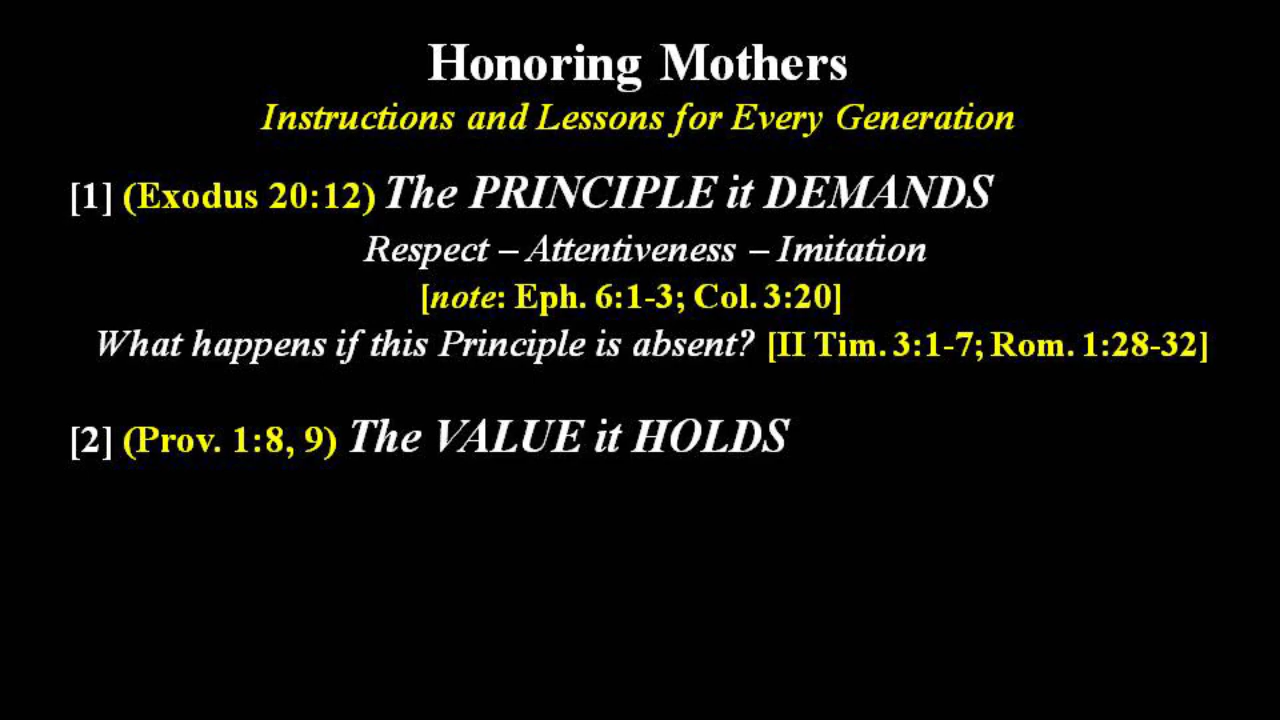 Honoring Mothers
Instructions and Lessons for Every Generation
[1] (Exodus 20:12) The PRINCIPLE it DEMANDS
Respect – Attentiveness – Imitation
[note: Eph. 6:1-3; Col. 3:20]
What happens if this Principle is absent? [II Tim. 3:1-7; Rom. 1:28-32]
[2] (Prov. 1:8, 9) The VALUE it HOLDS